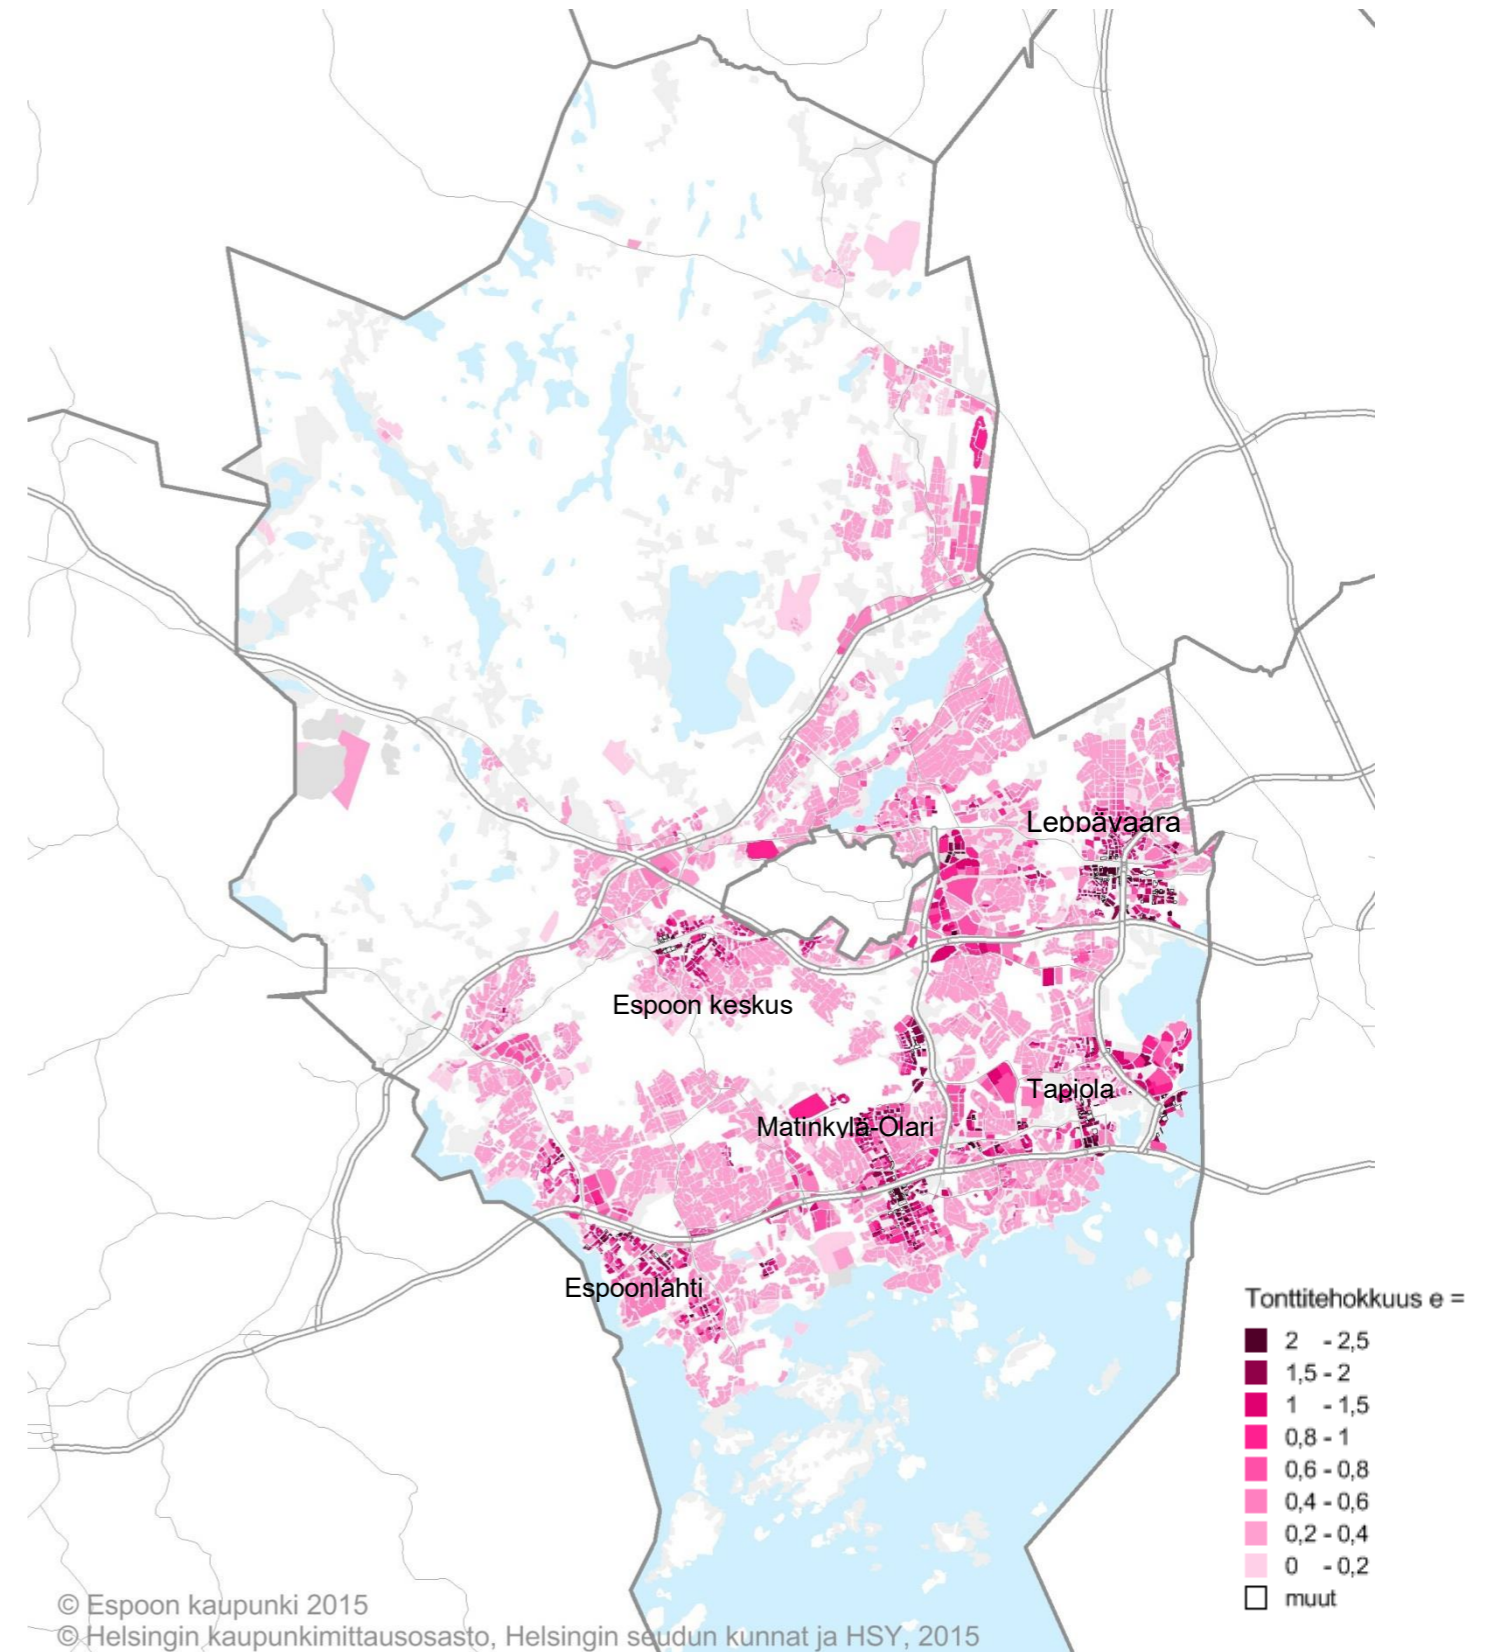 Leppävaara
Espoon keskus
Tapiola
Matinkylä-Olari
Espoonlahti
Tonttitehokkuus e =
2 - 2,5
1,5 - 2
1 - 1,5
0,8 - 1
0,6 - 0,8
0,4 - 0,6
0,2 - 0,4
0 - 0,2
muut
© Espoon kaupunki 2015
© Helsingin kaupunkimittausosasto, Helsingin seudun kunnat ja HSY, 2015